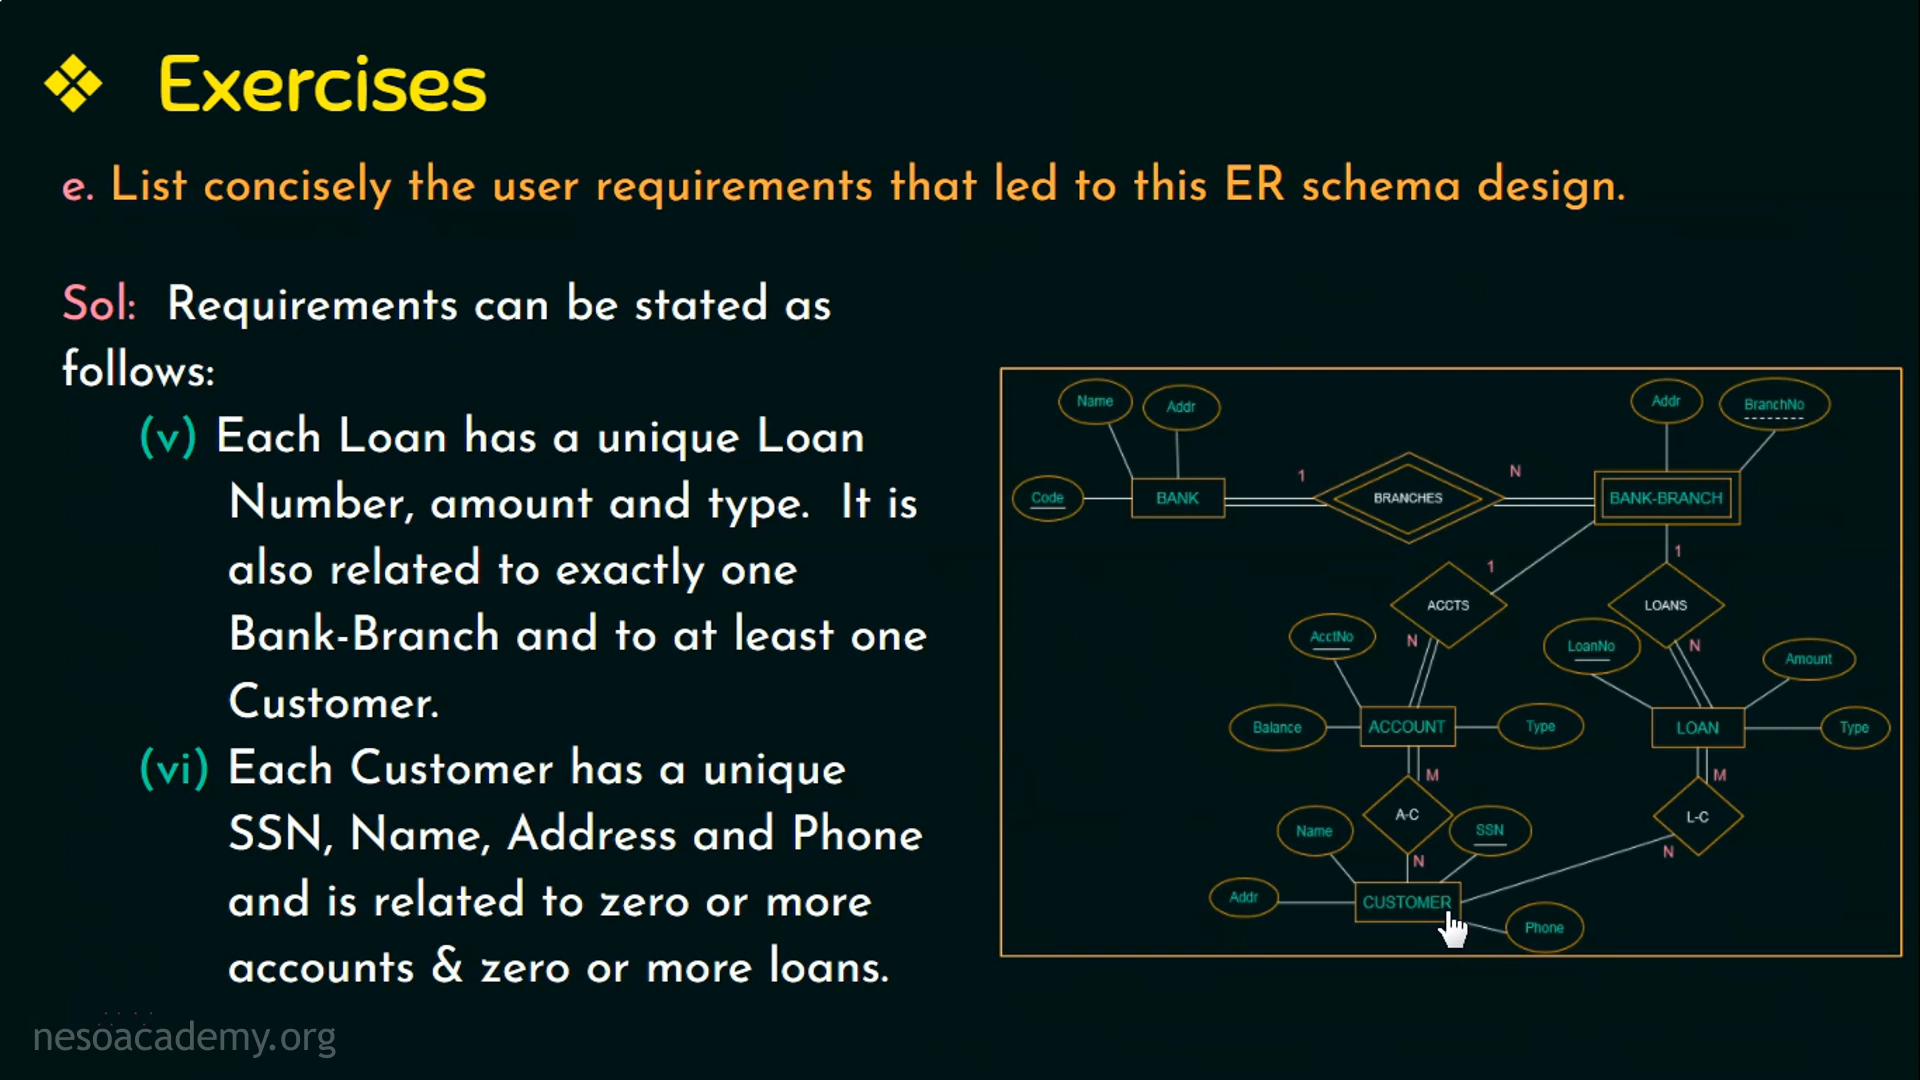 Exercises
e. List concisely the user requirements that led to this ER schema design.
Sol: Requirements can be stated as
follows:
(v) Each Loan has a unique Loan
Number, amount and type. It is
also related to exactly one
Bank-Branch and to at least one
Customer.
(vi) Each Customer has a unique
SSN, Name, Address and Phone
and is related to zero or more
accounts & zero or more loans.
Name
Addr
Addr
BranchNo
Code
BANK
1
BRANCHES
N
BANK-BRANCH
1
1
ACCTS
LOANS
AcctNo
N
LoanNo
N
Amount
Balance
ACCOUNT
Type
LOAN
Type
M
M
Name
A-C
SSN
L-C
N
N
Addr
CUSTOMER
Phone
nesoacademy.org